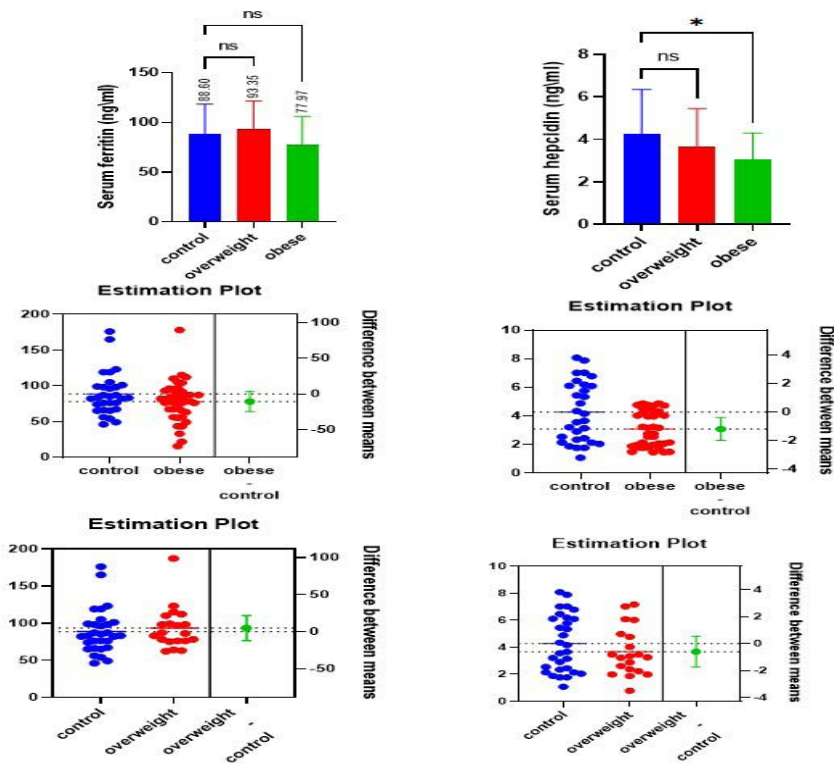 ns
ns
Serum ferritin (ng\ml)
150
100
50
0
88.60
93.35
77.97
control
overweight
obese
*
ns
Serum hepcidin (ng\ml)
8
6
4
2
0
control
overweight
obese
Estimation Plot
200
150
100
50
0
100
50
0
-50
Difference between means
control
obese
obese
-
control
Estimation Plot
10
8
6
4
2
0
4
2
0
-2
-4
Difference between means
control
obese
obese
-
control
Estimation Plot
200
150
100
50
0
100
50
0
-50
Difference between means
control
overweight
overweight
-
control
Estimation Plot
10
8
6
4
2
0
4
2
0
-2
-4
Difference between means
control
overweight
overweight
-
control